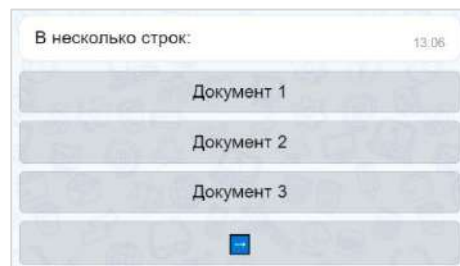 В несколько строк:
13:06
Документ 1
Документ 2
Документ 3
➡